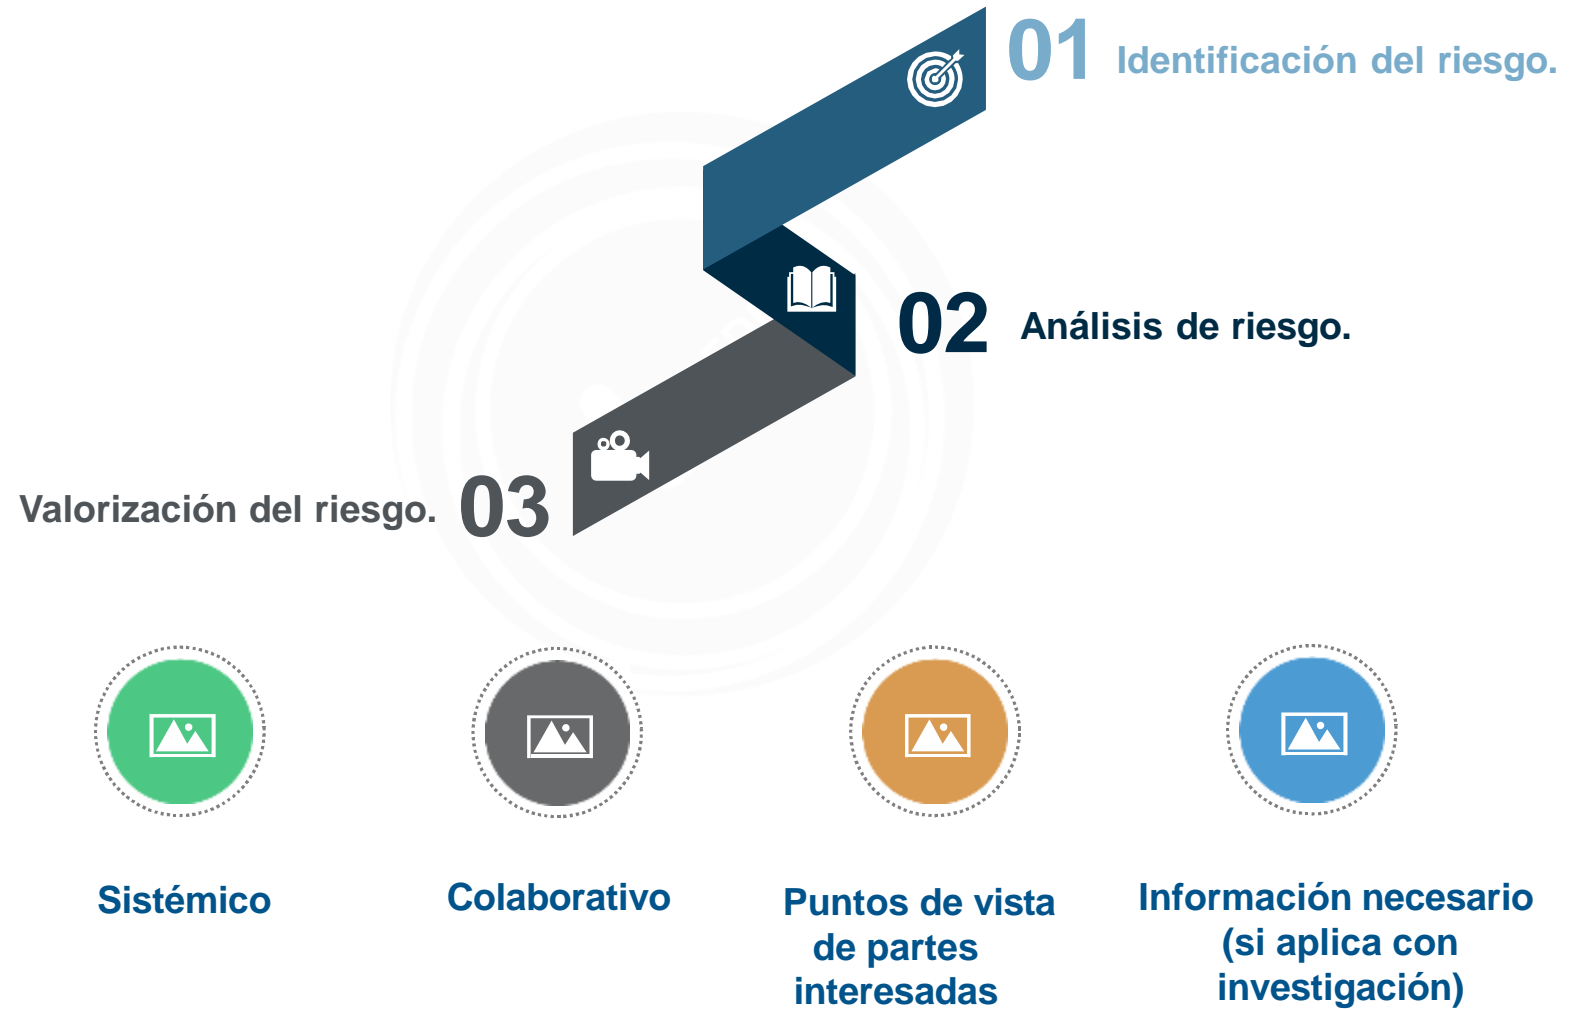 01 Identificación del riesgo.
02 Análisis de riesgo.
Valorización del riesgo. 03
Sistémico
Colaborativo
Puntos de vista
de partes
interesadas
Información necesario
(si aplica con
investigación)